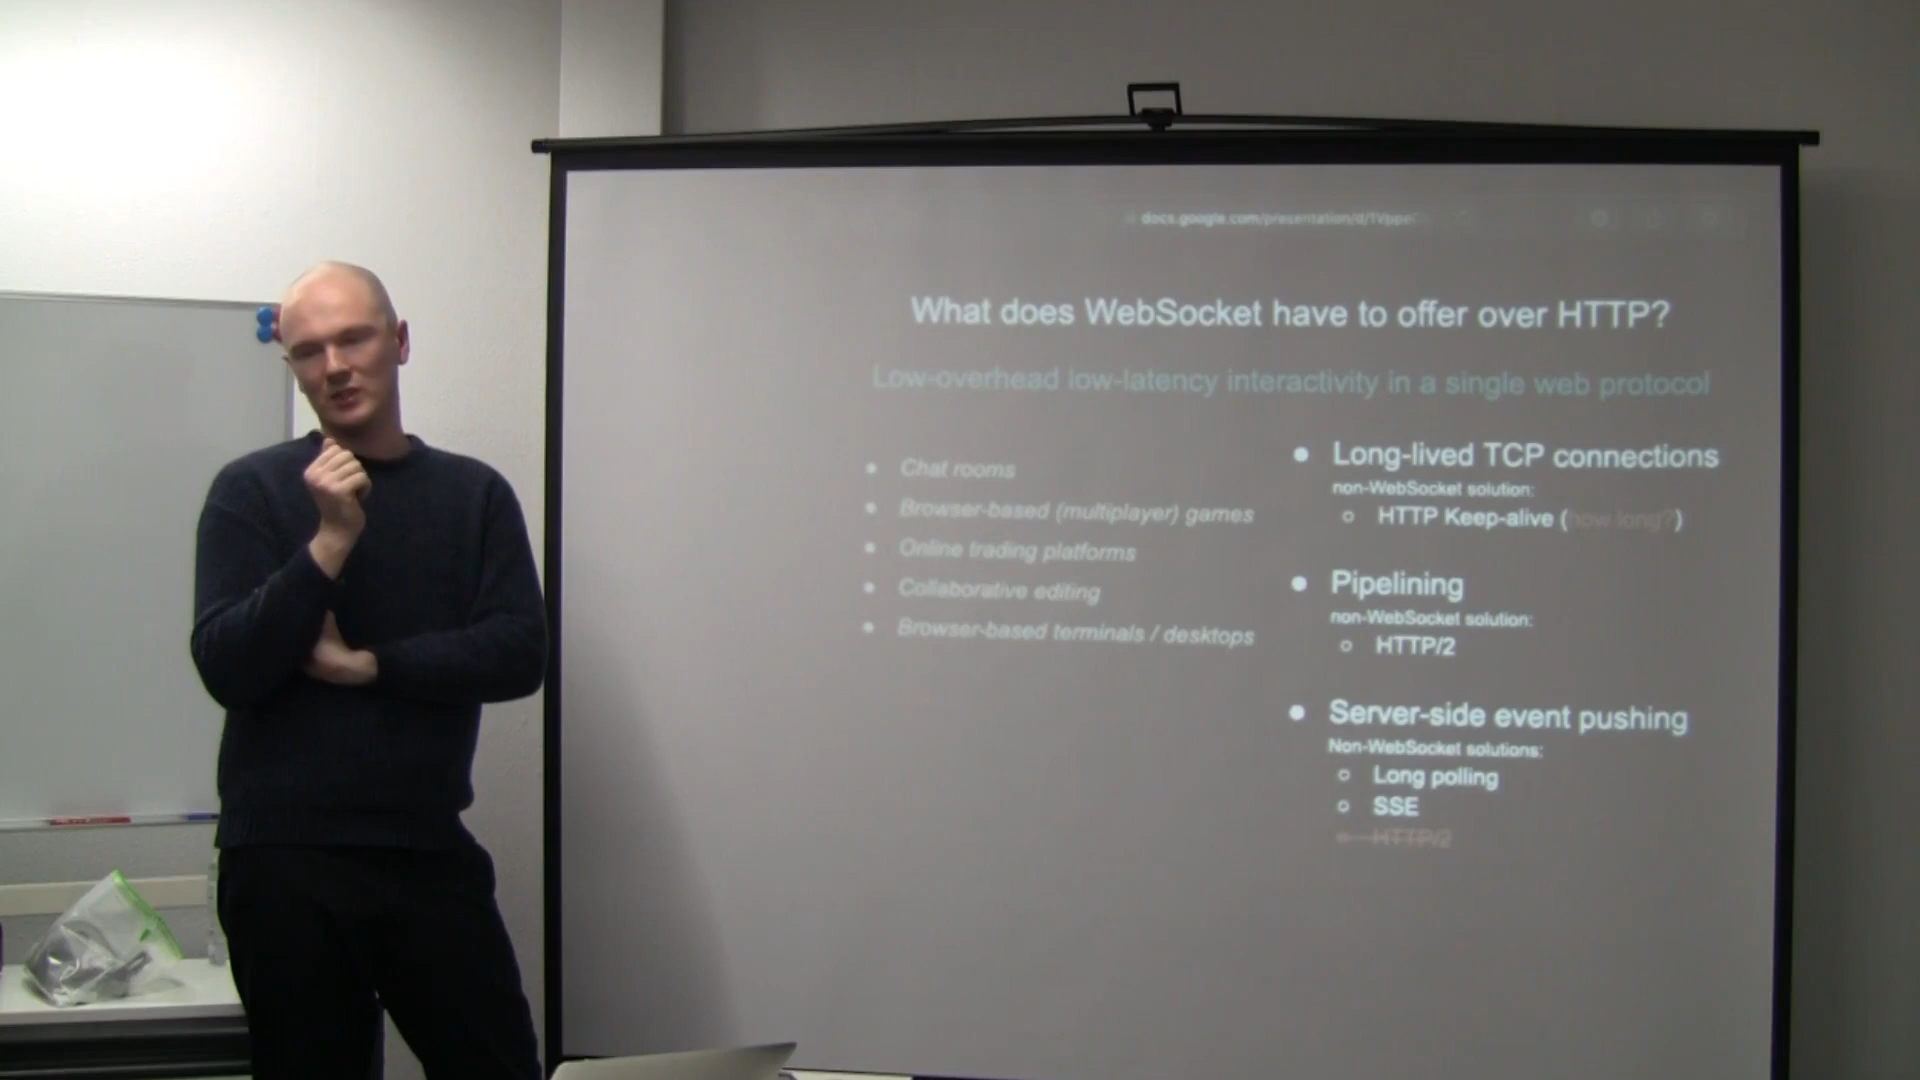 docs.google.com/presentation/d/1Vppe
What does WebSocket have to offer over HTTP?
Low-overhead low-latency interactivity in a single web protocol
● Chat rooms
● Browser-based (multiplayer) games
● Online trading platforms
● Collaborative editing
● Browser-based terminals / desktops
● Long-lived TCP connections
non-WebSocket solution:
○ HTTP Keep-alive (how long?)
● Pipelining
non-WebSocket solution:
○ HTTP/2
● Server-side event pushing
Non-WebSocket solutions:
○ Long polling
○ SSE
○ HTTP/2